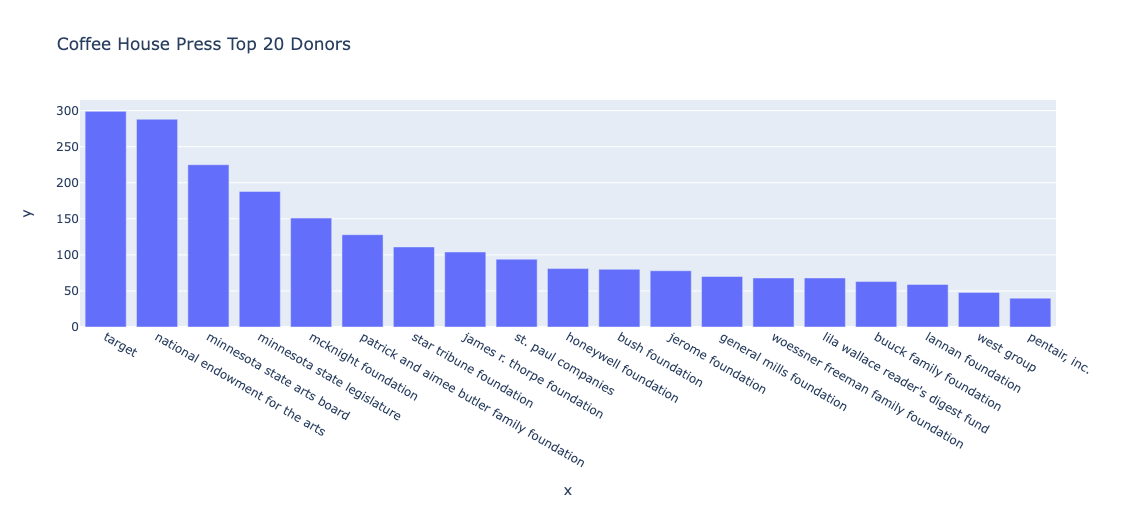 Coffee House Press Top 20 Donors
y
300
250
200
150
100
50
0
target
national endowment for the arts
minnesota state arts board
minnesota state legislature
mcknight foundation
patrick and aimee butler family foundation
star tribune foundation
james r. thorpe foundation
st. paul companies
honeywell foundation
bush foundation
jerome foundation
general mills foundation
woessner freeman family foundation
lila wallace reader's digest fund
buuck family foundation
lannan foundation
west group
pentair, inc.
x